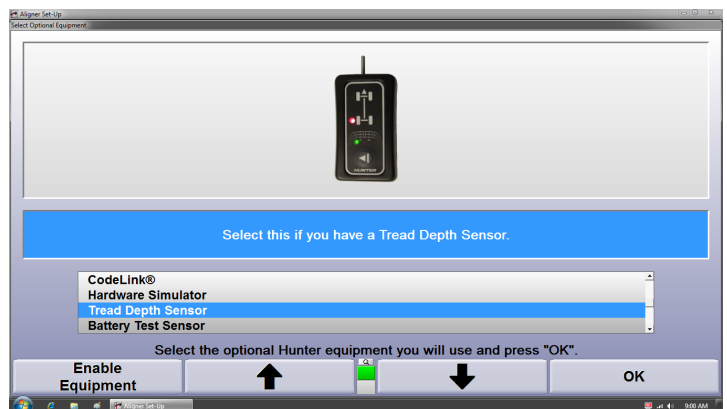 Aligner Set-Up
Select Optional Equipment
HUNTER
Select this if you have a Tread Depth Sensor.
CodeLink®
Hardware Simulator
Tread Depth Sensor
Battery Test Sensor
Select the optional Hunter equipment you will use and press "OK".
Enable
Equipment
OK
Aligner Set-Up
9:00 AM